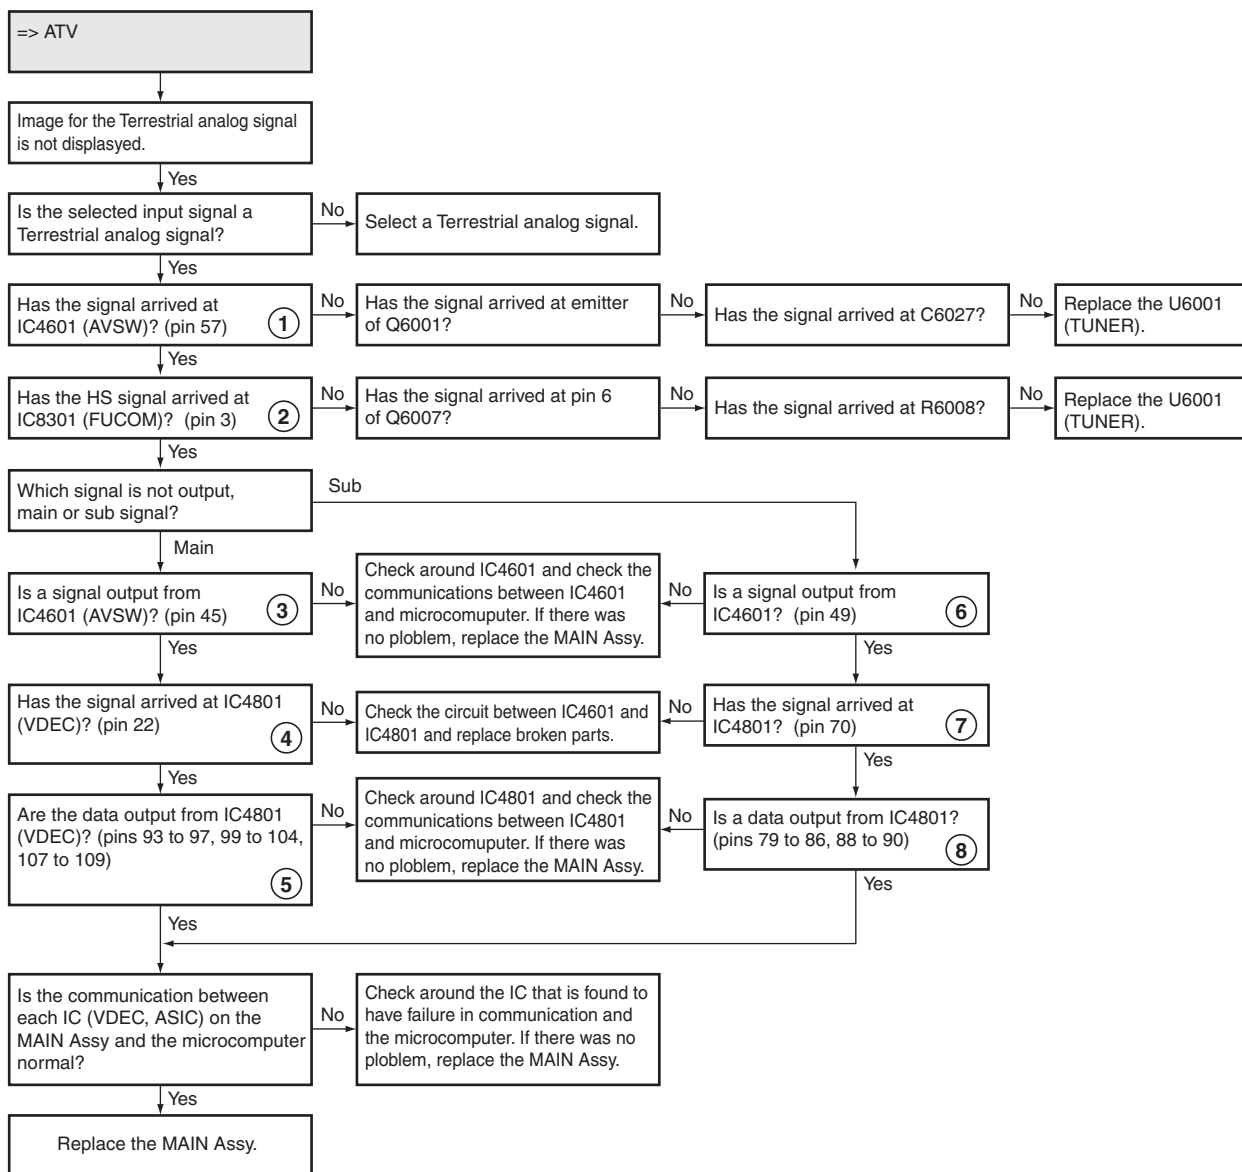 => ATV
Image for the Terrestrial analog signal
is not displasyed.
Yes
Is the selected input signal a
Terrestrial analog signal?
No
Select a Terrestrial analog signal.
Yes
Has the signal arrived at
IC4601 (AVSW)? (pin 57)
1
No
Has the signal arrived at emitter
of Q6001?
No
Has the signal arrived at C6027?
No
Replace the U6001
(TUNER).
Yes
Has the HS signal arrived at
IC8301 (FUCOM)? (pin 3)
2
No
Has the signal arrived at pin 6
of Q6007?
No
Has the signal arrived at R6008?
No
Replace the U6001
(TUNER).
Yes
Which signal is not output,
main or sub signal?
Sub
Main
Is a signal output from
IC4601 (AVSW)? (pin 45)
3
No
Check around IC4601 and check the
communications between IC4601
and microcomuputer. If there was
no ploblem, replace the MAIN Assy.
No
Is a signal output from
IC4601? (pin 49)
6
Yes
Yes
Has the signal arrived at IC4801
(VDEC)? (pin 22)
4
No
Check the circuit between IC4601 and
IC4801 and replace broken parts.
No
Has the signal arrived at
IC4801? (pin 70)
7
Yes
Yes
Are the data output from IC4801
(VDEC)? (pins 93 to 97, 99 to 104,
107 to 109)
5
No
Check around IC4801 and check the
communications between IC4801
and microcomuputer. If there was
no ploblem, replace the MAIN Assy.
No
Is a data output from IC4801?
(pins 79 to 86, 88 to 90)
8
Yes
Yes
Is the communication between
each IC (VDEC, ASIC) on the
MAIN Assy and the microcomputer
normal?
No
Check around the IC that is found to
have failure in communication and
the microcomputer. If there was no
ploblem, replace the MAIN Assy.
Yes
Replace the MAIN Assy.